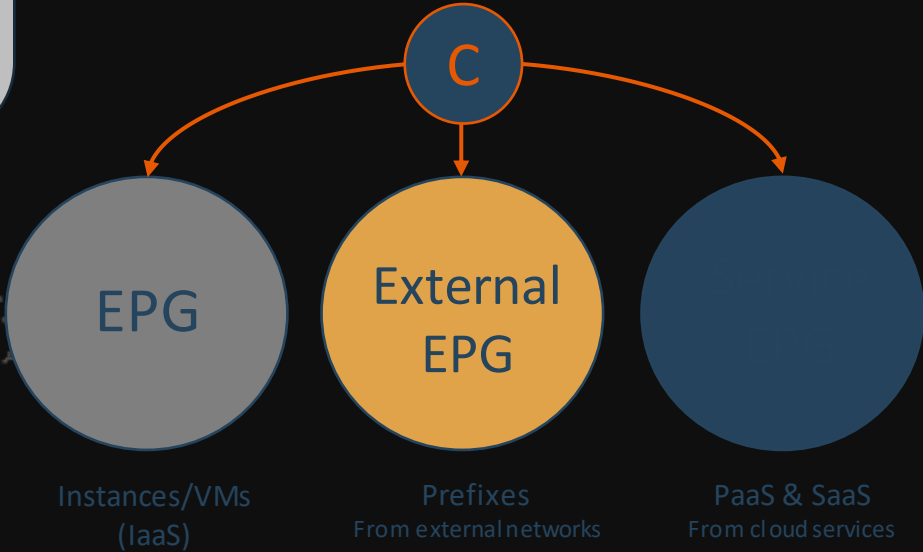 C
EPG
External
EPG
Instances/VMs
(IaaS)
Prefixes
From external networks
PaaS & SaaS
From cloud services